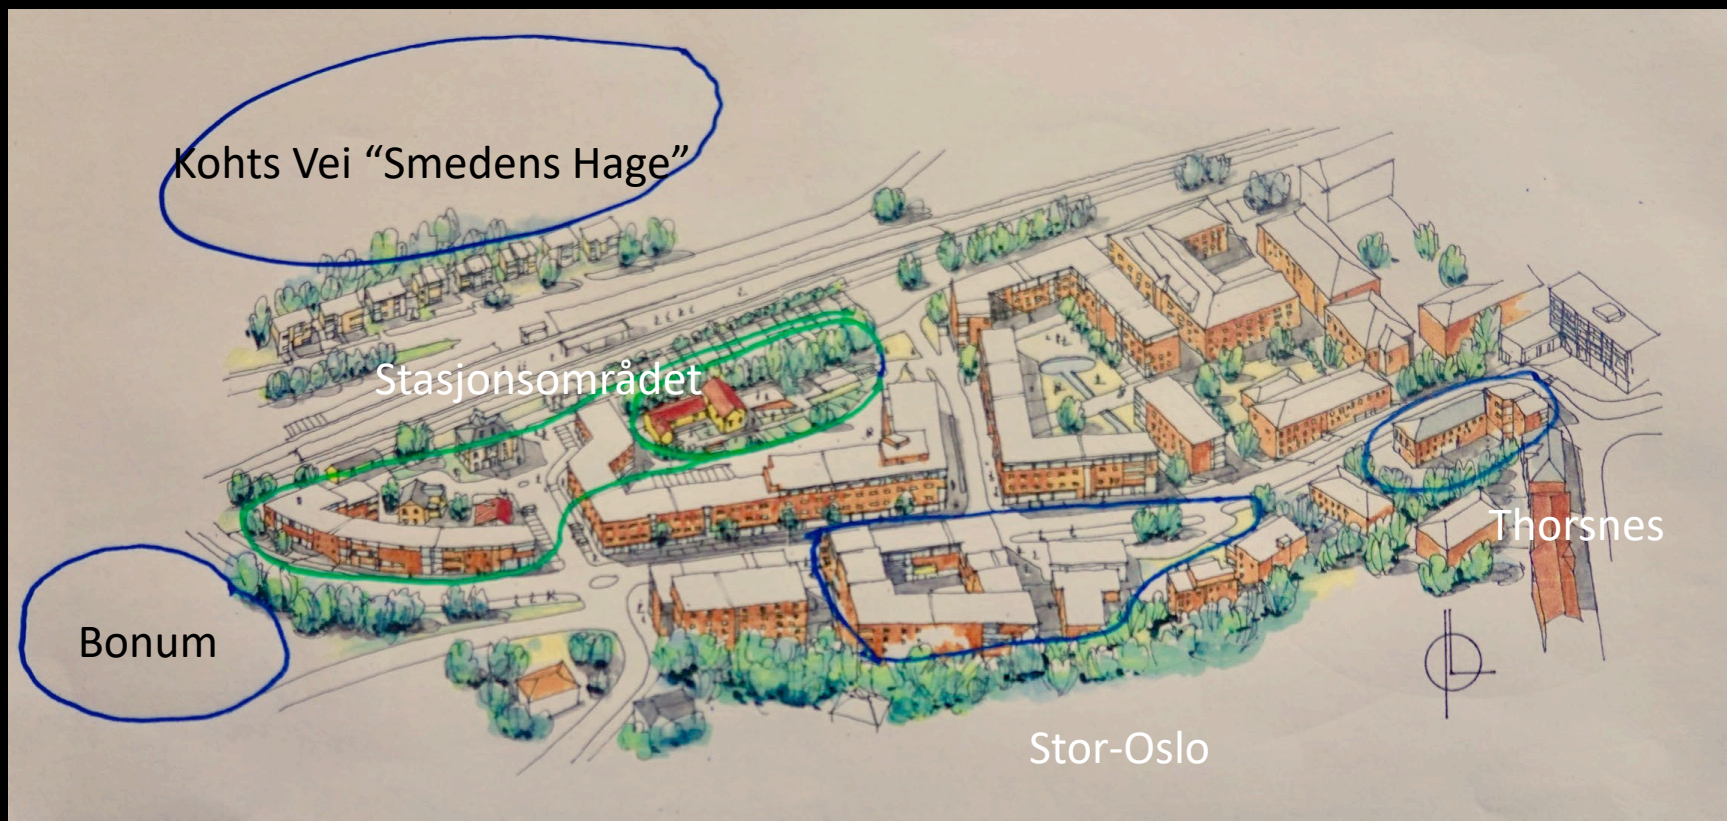 Kohts Vei “Smedens Hage”
Stasjonsområdet
Thorsnes
Bonum
Stor-Oslo